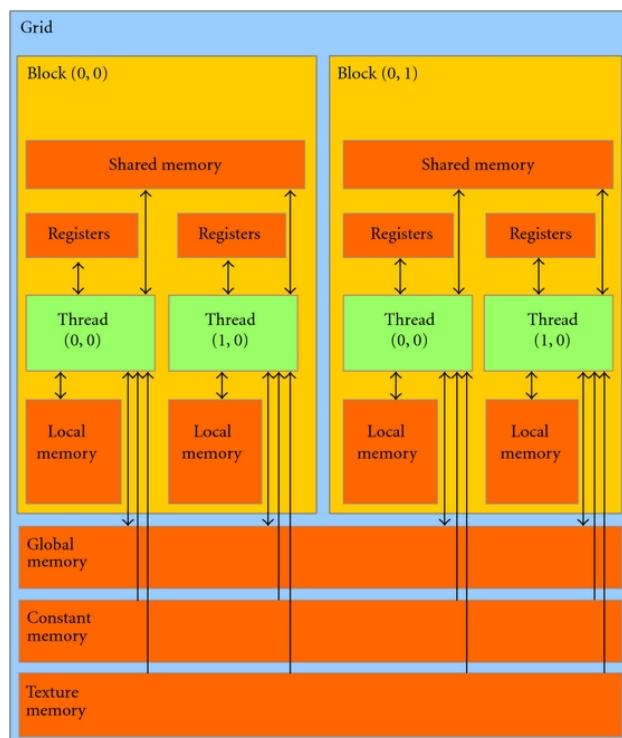 Grid
Block (0, 0)
Block (0, 1)
Shared memory
Shared memory
Registers
Registers
Registers
Registers
Thread
(0, 0)
Thread
(1, 0)
Thread
(0, 0)
Thread
(1, 0)
Local
memory
Local
memory
Local
memory
Local
memory
Global
memory
Constant
memory
Texture
memory